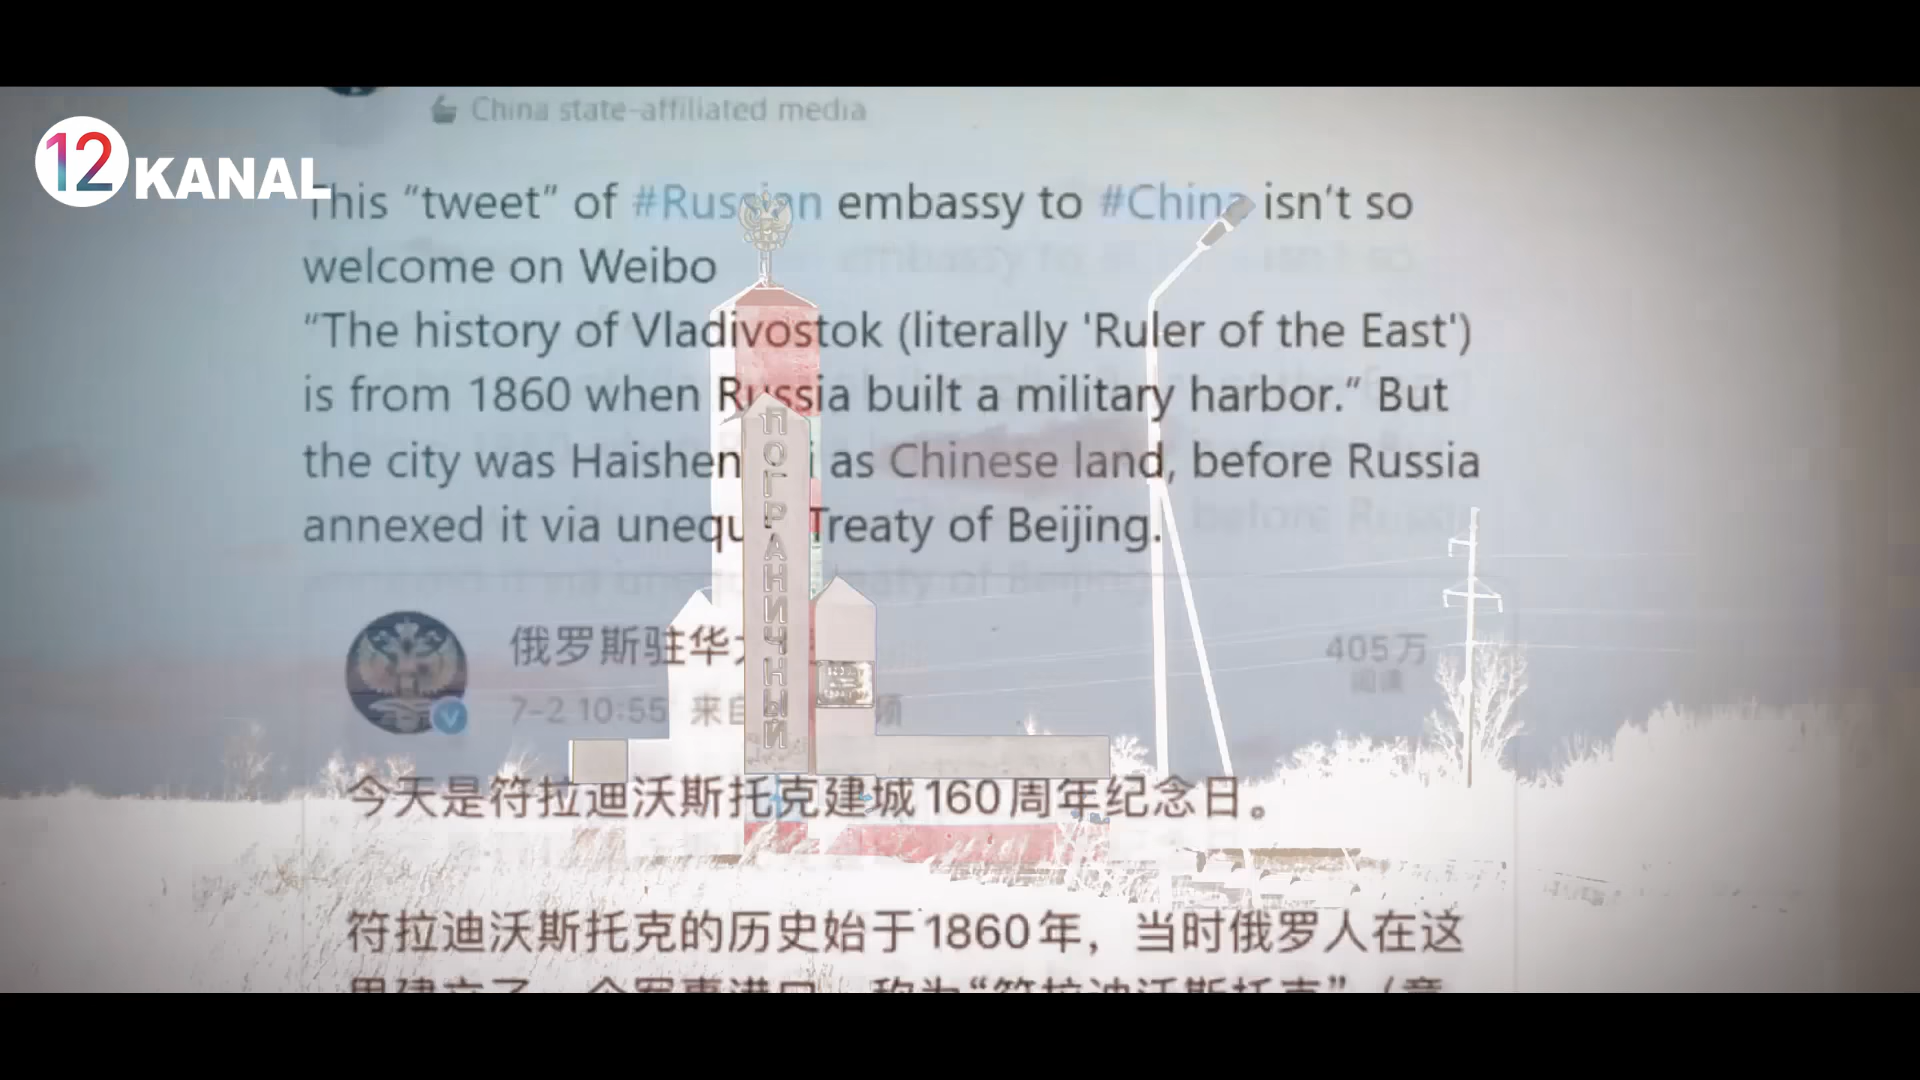 China state-affiliated media
12 KANAL
This “tweet” of #Russian embassy to #China isn’t so
welcome on Weibo
“The history of Vladivostok (literally 'Ruler of the East')
is from 1860 when Russia built a military harbor.” But
the city was as Chinese land, before Russia
annexed it via Treaty of Beijing.
ПОГРАНИЧНЫЙ
俄罗斯驻华
405万
阅读
7-2 10:55 来自
今天是符拉迪沃斯托克建城160周年纪念日。
符拉迪沃斯托克的历史始于1860年，当时俄罗人在这